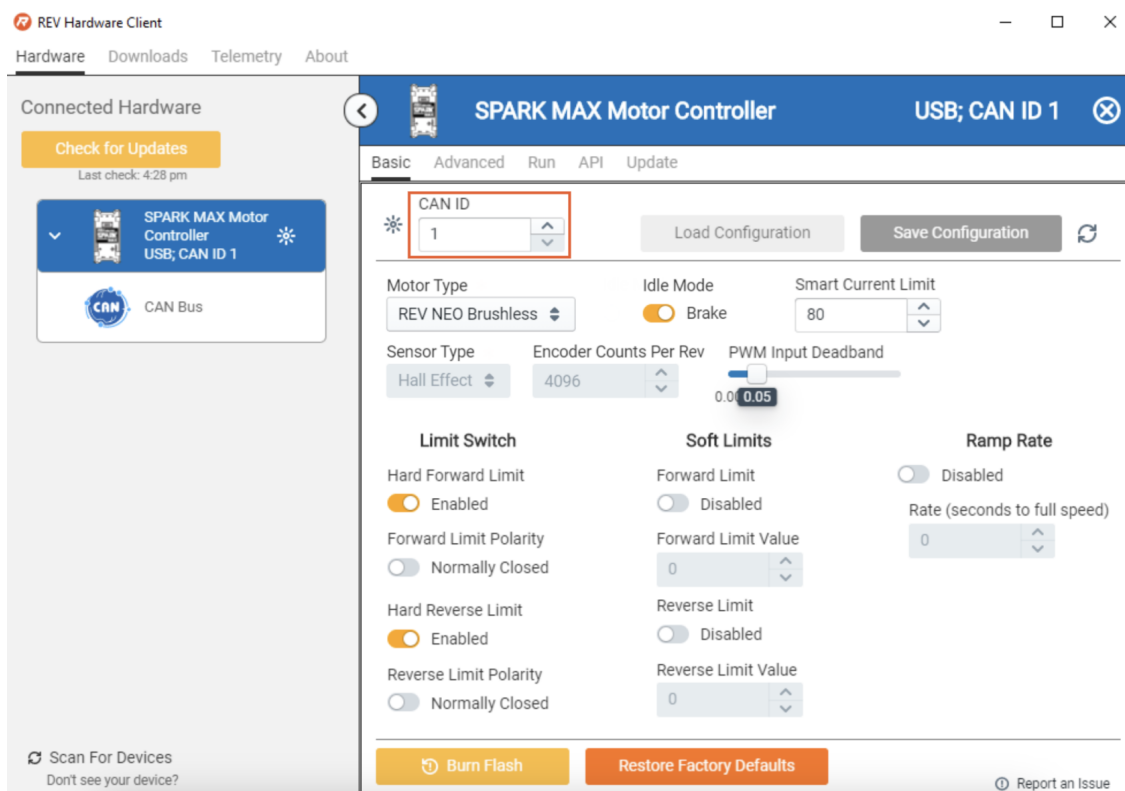 REV Hardware Client
Hardware Downloads Telemetry About
Connected Hardware
Check for Updates
Last check: 4:28 pm
SPARK MAX Motor
Controller
USB; CAN ID 1
CAN
CAN Bus
Scan For Devices
Don't see your device?
SPARK MAX Motor Controller USB; CAN ID 1
Basic Advanced Run API Update
CAN ID
1
Load Configuration
Save Configuration
Motor Type
REV NEO Brushless
Idle Mode
Brake
Smart Current Limit
80
Sensor Type
Hall Effect
Encoder Counts Per Rev
4096
PWM Input Deadband
0.05
Limit Switch
Hard Forward Limit
Enabled
Forward Limit Polarity
Normally Closed
Hard Reverse Limit
Enabled
Reverse Limit Polarity
Normally Closed
Soft Limits
Forward Limit
Disabled
Forward Limit Value
0
Reverse Limit
Disabled
Reverse Limit Value
0
Ramp Rate
Disabled
Rate (seconds to full speed)
0
Burn Flash
Restore Factory Defaults
Report an Issue